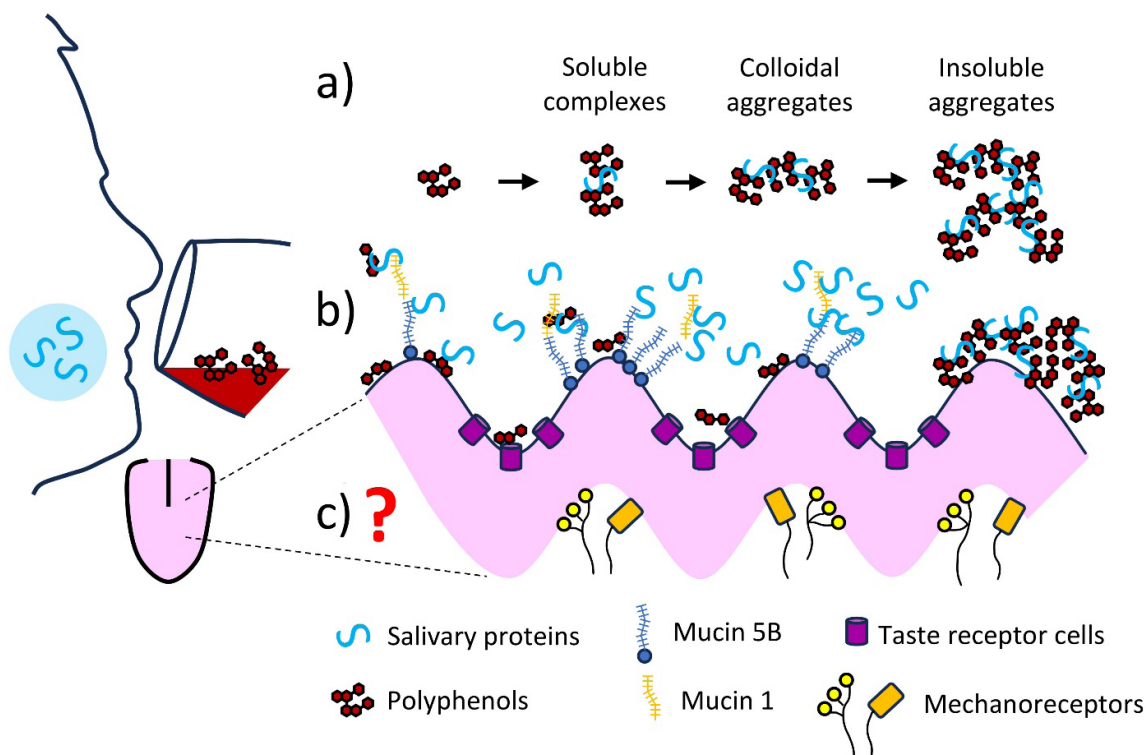 a)
Soluble
complexes
Colloidal
aggregates
Insoluble
aggregates
b)
c) ?
Salivary proteins
Mucin 5B
Taste receptor cells
Polyphenols
Mucin 1
Mechanoreceptors